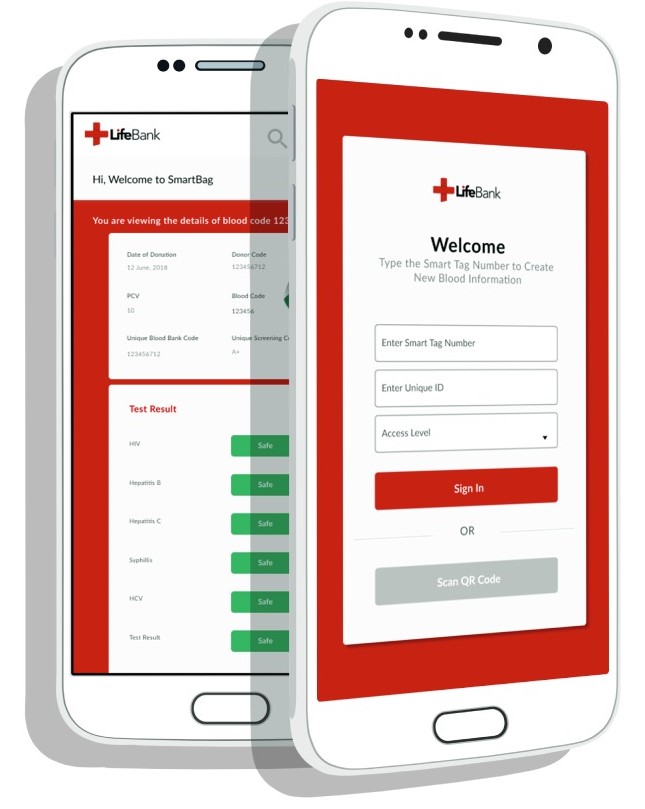 LifeBank
Hi, Welcome to SmartBag
You are viewing the details of blood code 123
Date of Donation
Donor Code
12 June, 2018
123456712
PCV
Blood Code
10
123456
Unique Blood Bank Code
Unique Screening C
123456712
A+
Test Result
HIV
Safe
Hepatitis B
Safe
Hepatitis C
Safe
Syphillis
Safe
HCV
Safe
Test Result
Safe
LifeBank
Welcome
Type the Smart Tag Number to Create
New Blood Information
Enter Smart Tag Number
Enter Unique ID
Access Level
Sign In
OR
Scan QR Code